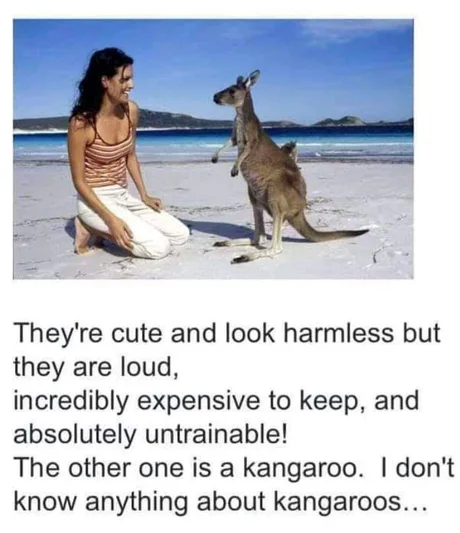 They're cute and look harmless but
they are loud,
incredibly expensive to keep, and
absolutely untrainable!
The other one is a kangaroo.  I don't
know anything about kangaroos...